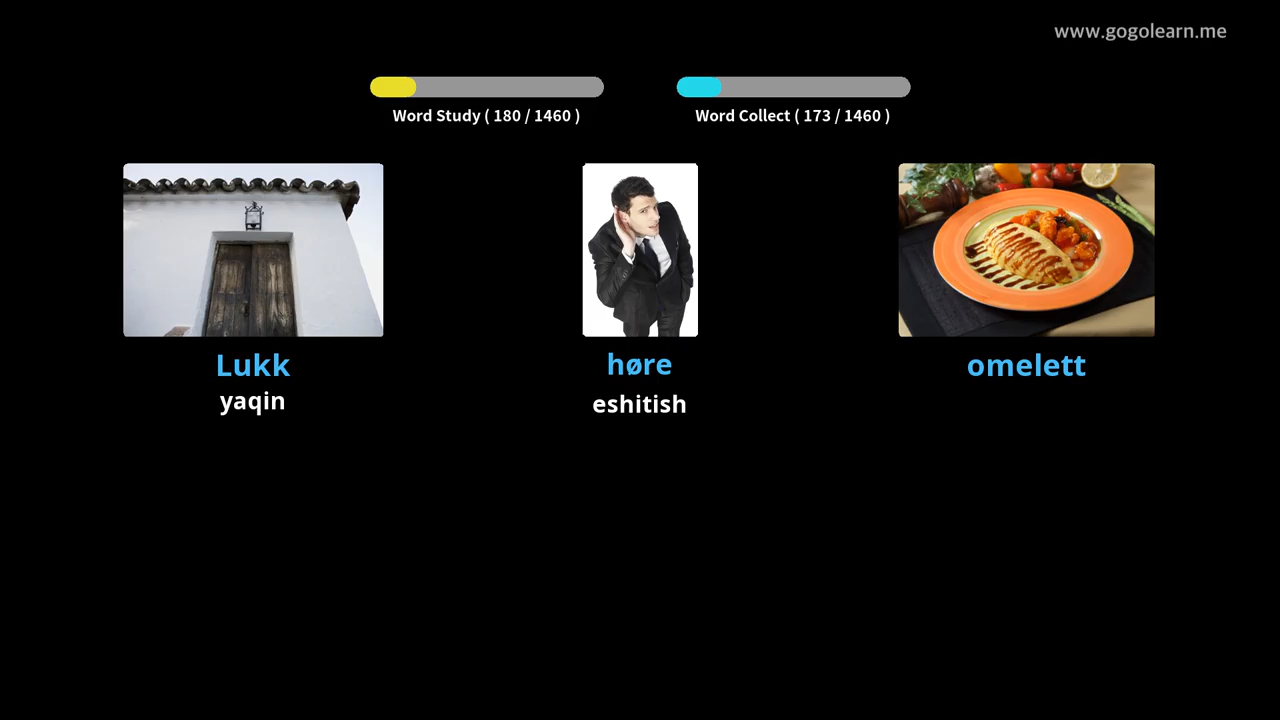 www.gogolearn.me
Word Study ( 180 / 1460 )
Word Collect ( 173 / 1460 )
Lukk
yaqin
høre
eshitish
omelett